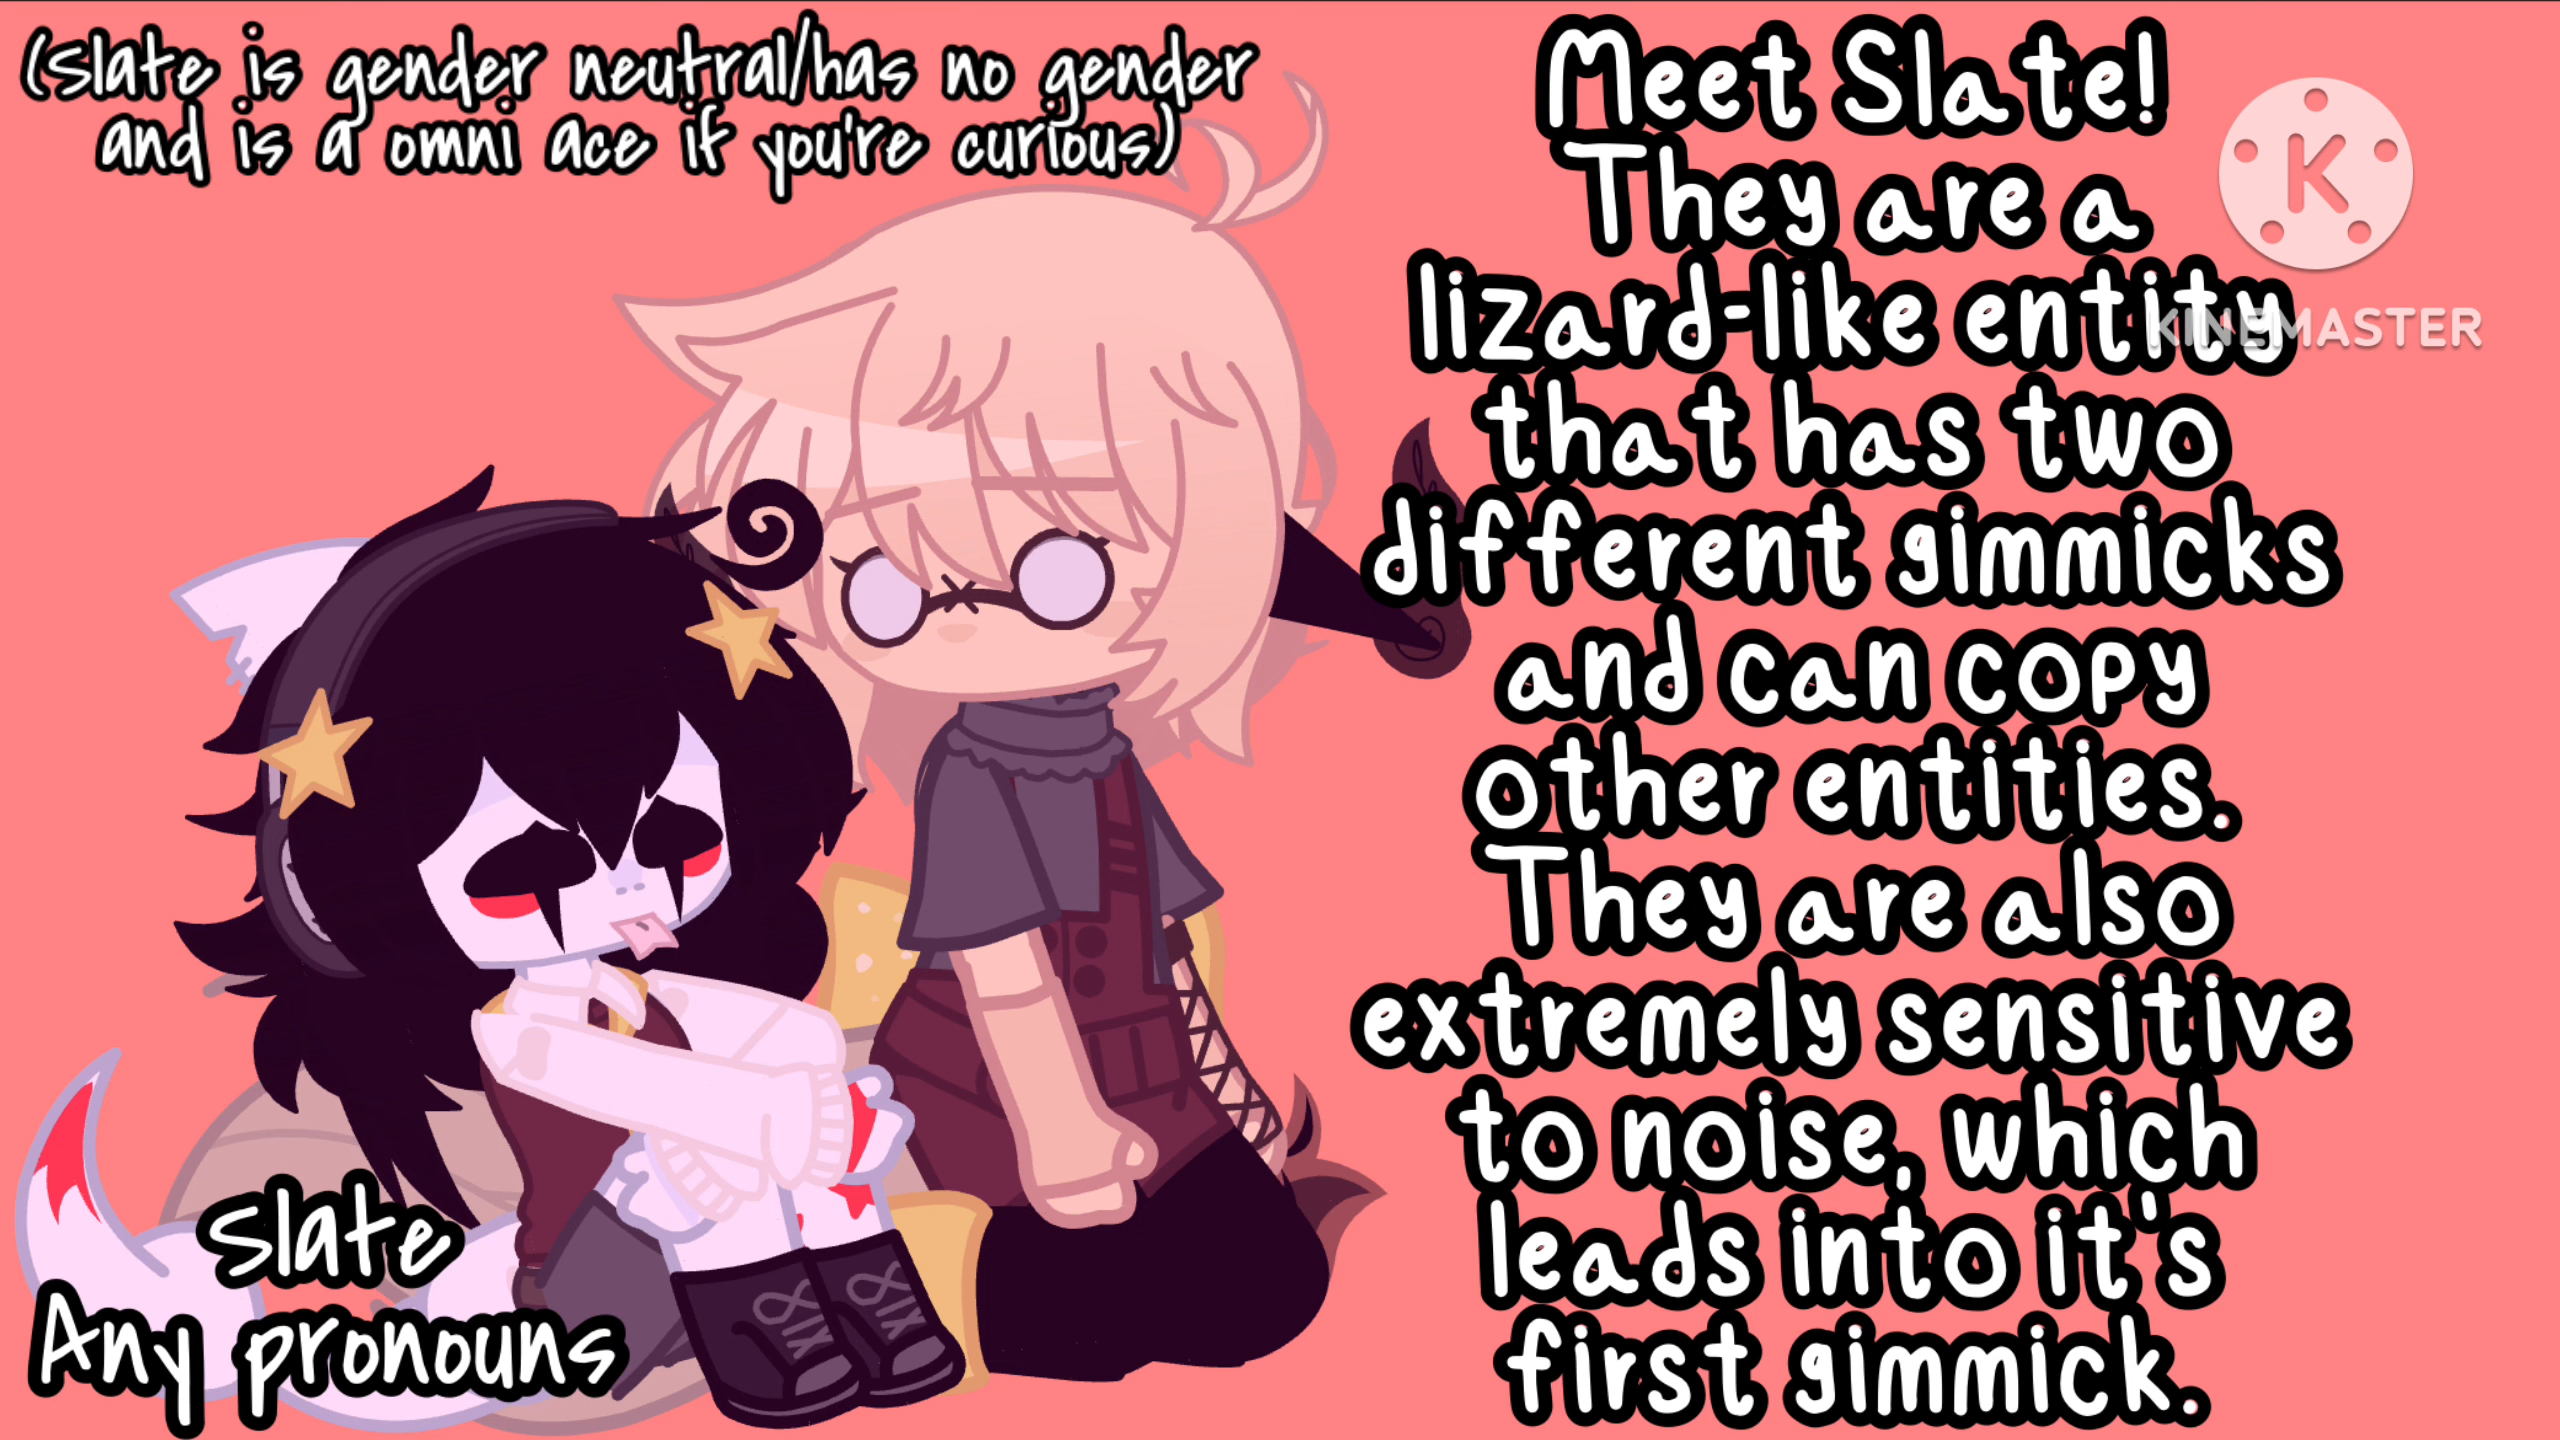 (Slate is gender neutral/has no gender
and is a omni ace if you're curious)
Meet Slate!
They are a
lizard-like entity
that has two
different gimmicks
and can copy
other entities.
They are also
extremely sensitive
to noise, which
leads into it's
first gimmick.
K
KINEMASTER
Slate
Any pronouns